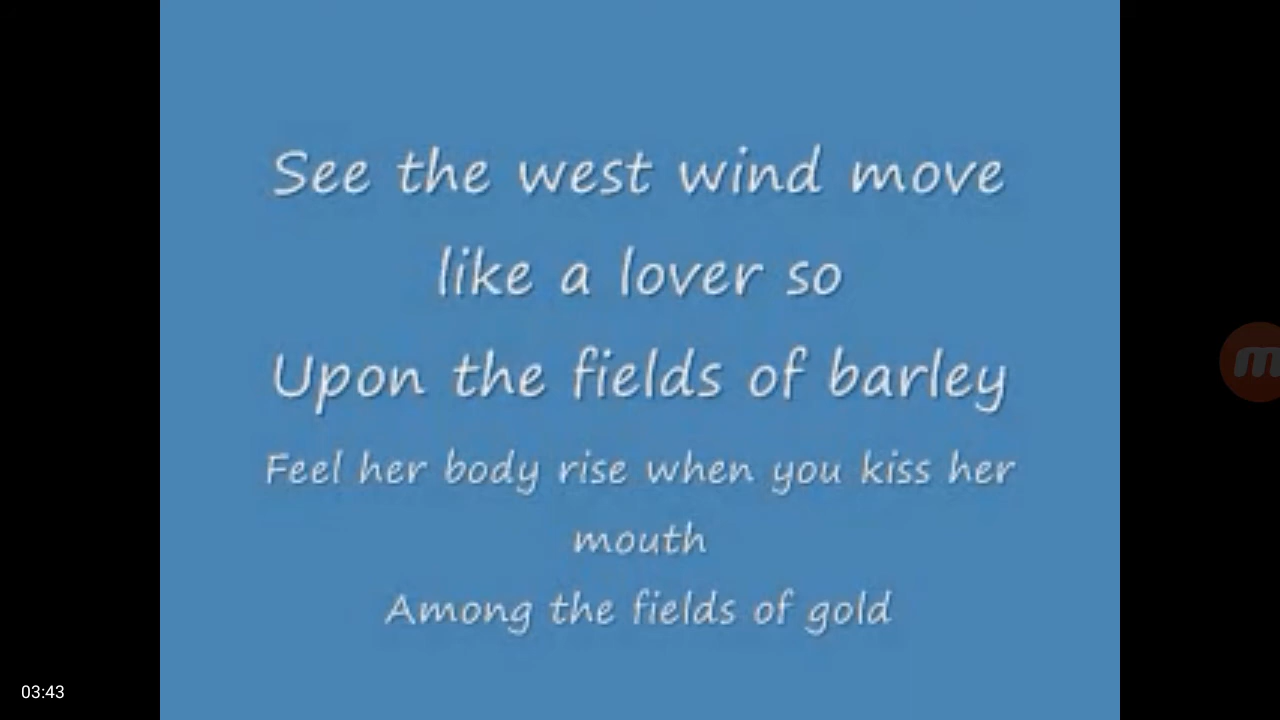 See the west wind move
like a lover so
Upon the fields of barley
Feel her body rise when you kiss her
mouth
Among the fields of gold
03:43